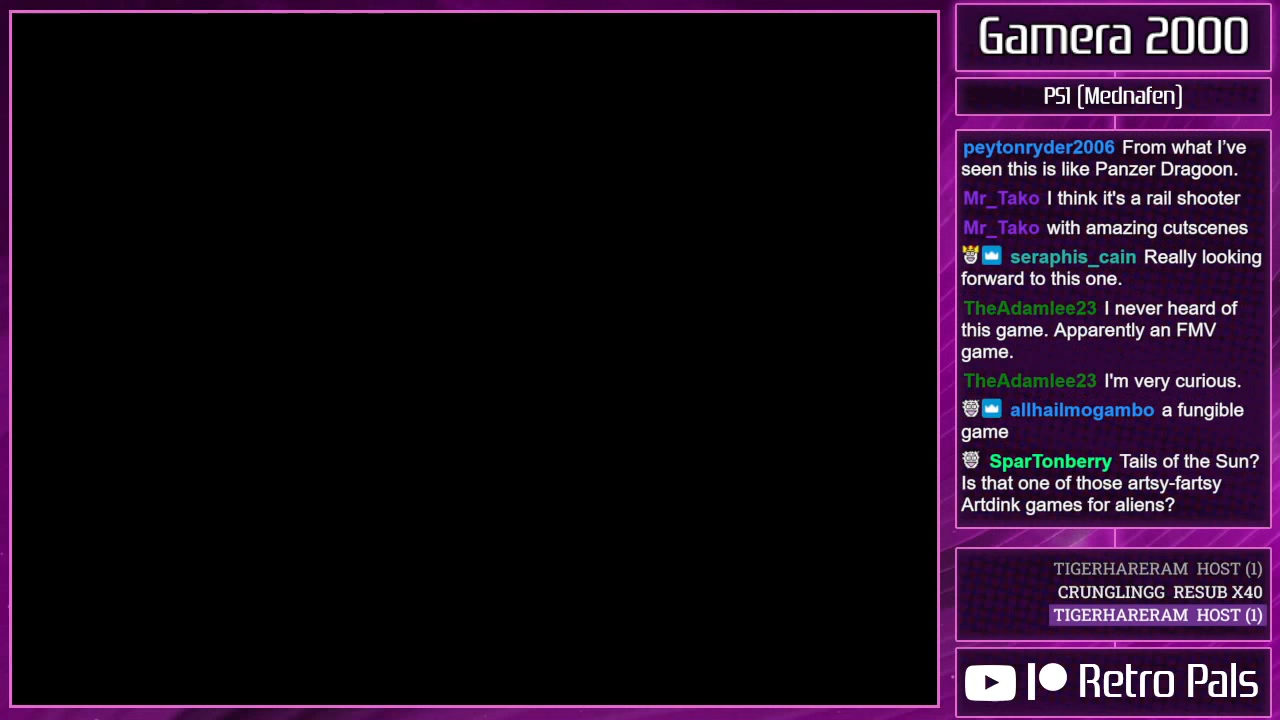 Gamera 2000
PS1 (Mednafen)
peytonryder2006 From what I’ve
seen this is like Panzer Dragoon.
Mr_Tako I think it's a rail shooter
Mr_Tako with amazing cutscenes
seraphis_cain Really looking
forward to this one.
TheAdamlee23 I never heard of
this game. Apparently an FMV
game.
TheAdamlee23 I'm very curious.
allhailmogambo a fungible
game
SparTonberry Tails of the Sun?
Is that one of those artsy-fartsy
Artdink games for aliens?
TIGERHARERAM HOST (1)
CRUNGLINGG RESUB X40
TIGERHARERAM HOST (1)
Retro Pals